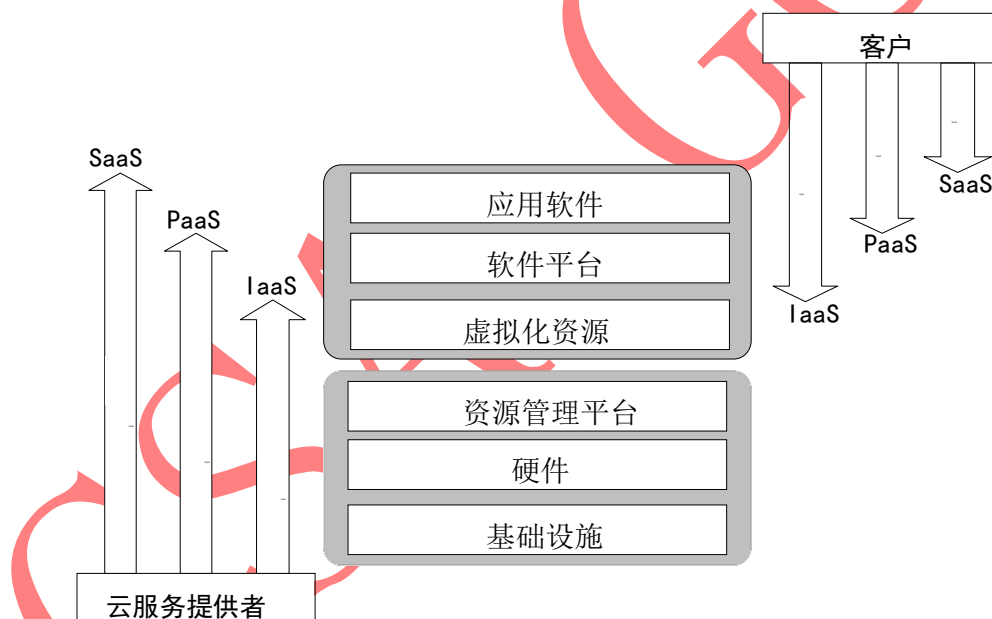 客户
SaaS
PaaS
IaaS
SaaS
PaaS
IaaS
应用软件
软件平台
虚拟化资源
资源管理平台
硬件
基础设施
云服务提供者